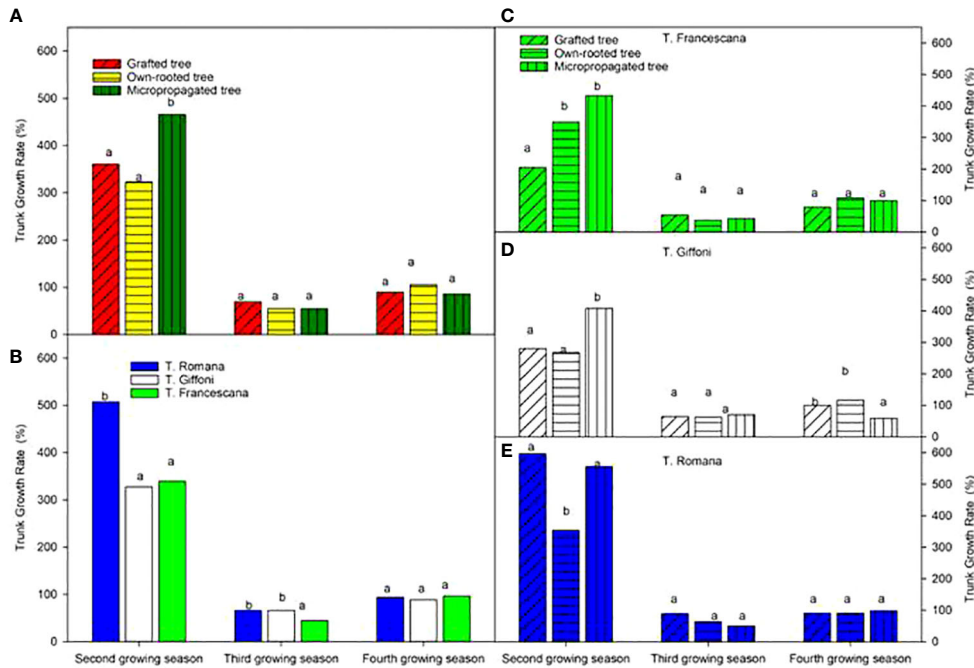 A
Trunk Growth Rate (%)
600
500
400
300
200
100
0
Grafted tree
Own-rooted tree
Micropropagated tree
a
a
b
a
a
a
a
a
a
B
Trunk Growth Rate (%)
600
500
400
300
200
100
0
T. Romana
T. Giffoni
T. Francescana
b
a
a
b
b
a
a
a
a
Second growing season
Third growing season
Fourth growing season
C
T. Francescana
Grafted tree
Own-rooted tree
Micropropagated tree
a
b
b
a
a
a
a
a
a
600
500
400
300
200
100
0
Trunk Growth Rate (%)
D
T. Giffoni
a
a
b
a
a
a
b
b
a
600
500
400
300
200
100
0
Trunk Growth Rate (%)
E
T. Romana
a
b
a
a
a
a
a
a
a
600
500
400
300
200
100
0
Trunk Growth Rate (%)
Second growing season
Third growing season
Fourth growing season